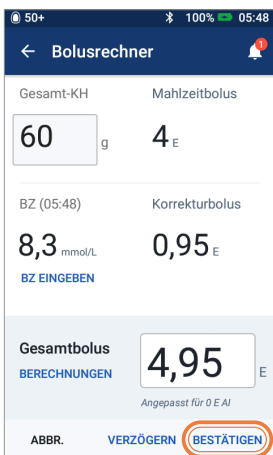 50+ 100% 05:48
Bolusrechner
1
Gesamt-KH Mahlzeitbolus
60 g 4 E
BZ (05:48) Korrekturbolus
8,3 mmol/L 0,95 E
BZ EINGEBEN
Gesamtbolus
BERECHNUNGEN
4,95 E
Angepasst für 0 E AI
ABBR. VERZÖGERN BESTÄTIGEN